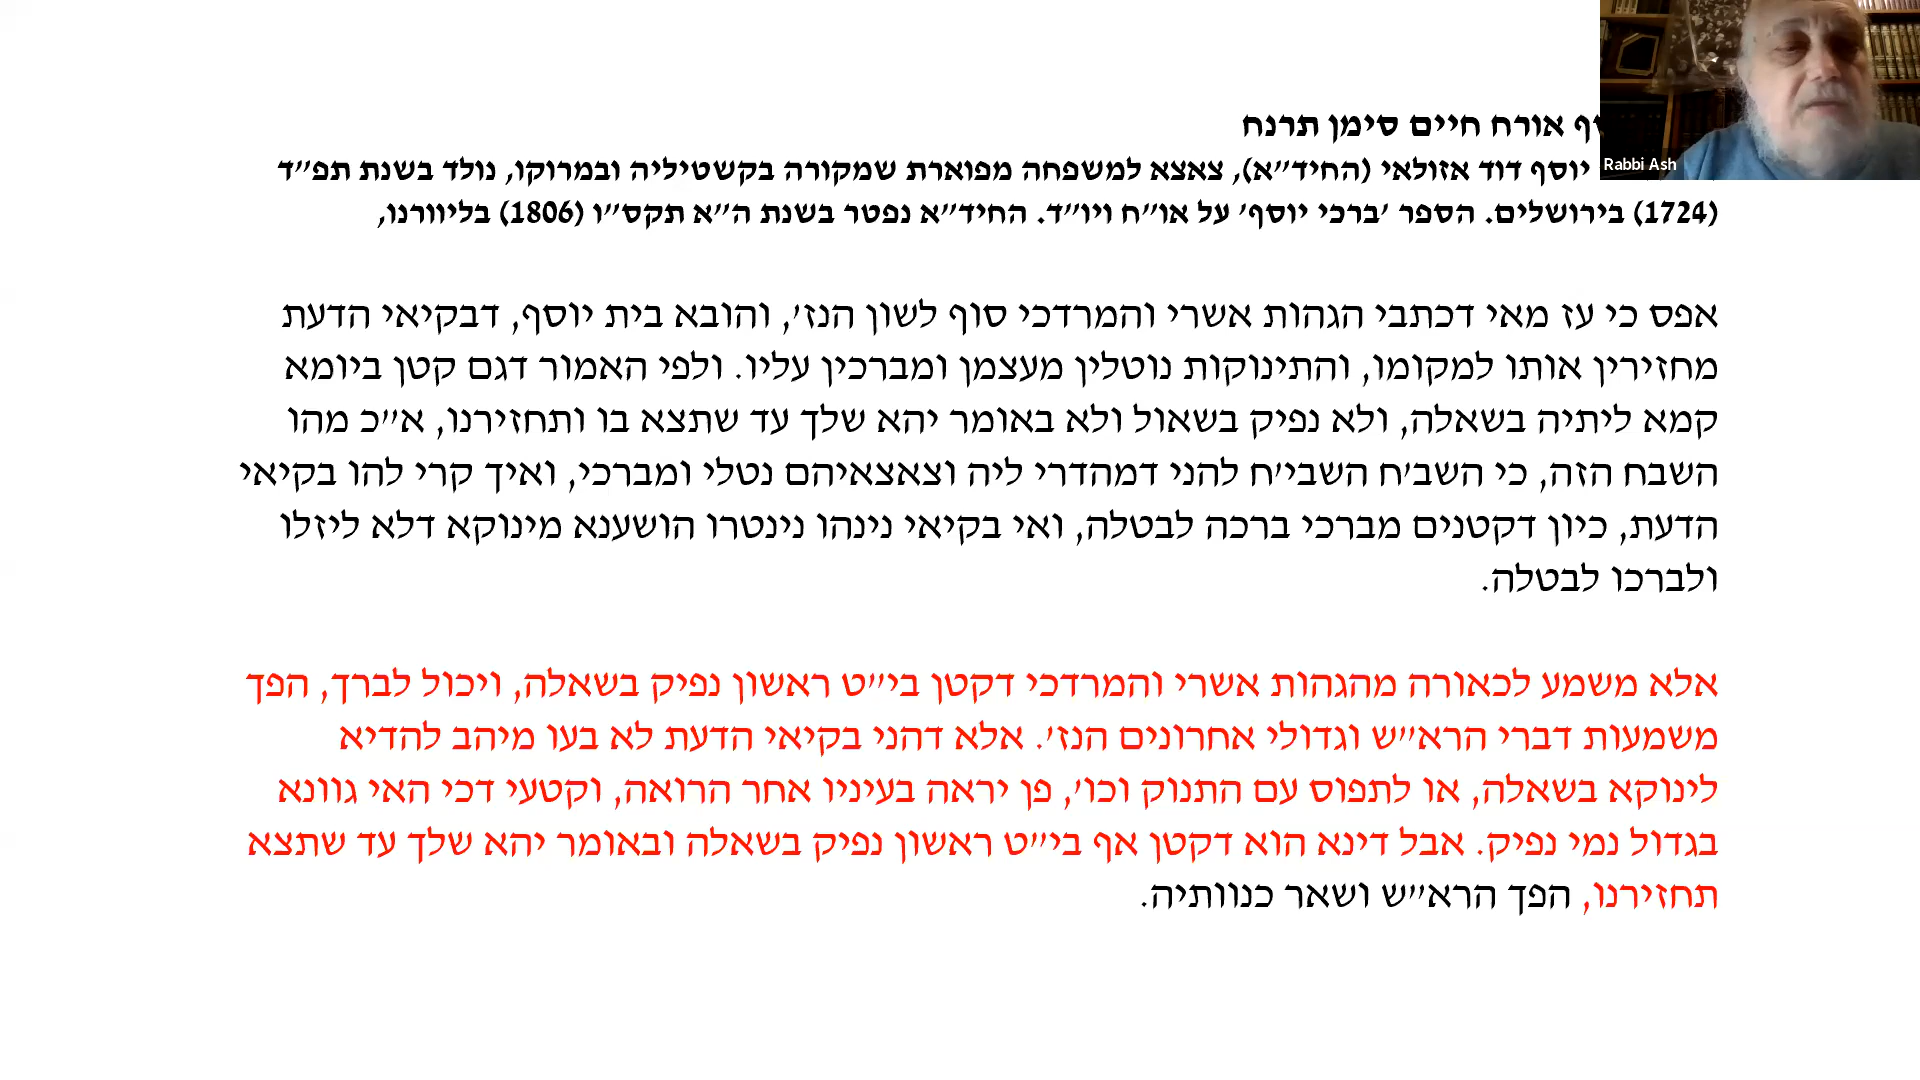 אורח חיים סימן תרנח
יוסף דוד אזולאי (החיד״א), צאצא למשפחה מפוארת שמקורה בקשטיליה ובמרוקו, נולד בשנת תפ״ד
(1724) בירושלים. הספר ׳ברכי יוסף׳ על או״ח ויו״ד. החיד״א נפטר בשנת ה״א תקס״ו (1806) בליוורנו,
אפס כי עז מאי דכתבי הגהות אשרי והמרדכי סוף לשון הנז׳, והובא בית יוסף, דבקיאי הדעת
מחזירין אותו למקומו, והתינוקות נוטלין מעצמן ומברכין עליו. ולפי האמור דגם קטן ביומא
קמא ליתיה בשאלה, ולא נפיק בשאול ולא באומר יהא שלך עד שתצא בו ותחזירנו, א״כ מהו
השבח הזה, כי השב׳ח השבי׳ח להני דמהדרי ליה וצאצאיהם נטלי ומברכי, ואיך קרי להו בקיאי
הדעת, כיון דקטנים מברכי ברכה לבטלה, ואי בקיאי נינהו נינטרו הושענא מינוקא דלא ליזלו
ולברכו לבטלה.
אלא משמע לכאורה מהגהות אשרי והמרדכי דקטן בי״ט ראשון נפיק בשאלה, ויכול לברך, הפך
משמעות דברי הרא״ש וגדולי אחרונים הנז׳. אלא דהני בקיאי הדעת לא בעו מיהב להדיא
לינוקא בשאלה, או לתפוס עם התנוק וכו׳, פן יראה בעיניו אחר הרואה, וקטעי דכי האי גוונא
בגדול נמי נפיק. אבל דינא הוא דקטן אף בי״ט ראשון נפיק בשאלה ובאומר יהא שלך עד שתצא
תחזירנו, הפך הרא״ש ושאר כנוותיה.
Rabbi Ash